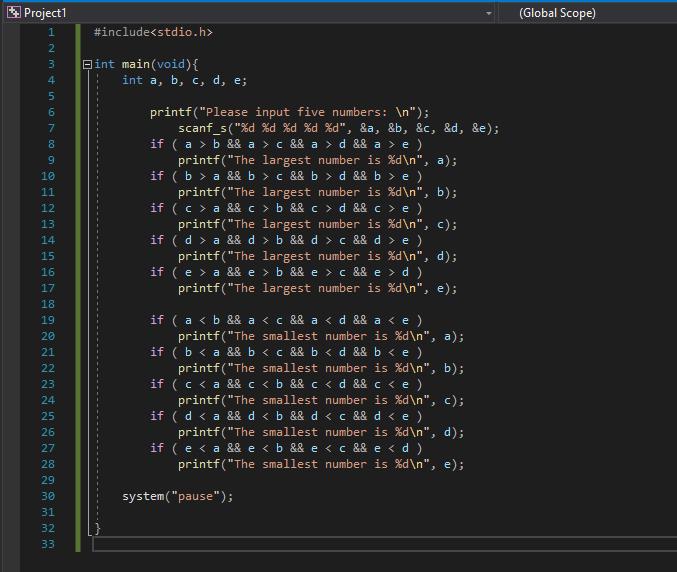 Project1 (Global Scope)
1 #include<stdio.h>
2
3 int main(void){
4 int a, b, c, d, e;
5
6 printf("Please input five numbers: \n");
7 scanf_s("%d %d %d %d %d", &a, &b, &c, &d, &e);
8 if ( a > b && a > c && a > d && a > e )
9 printf("The largest number is %d\n", a);
10 if ( b > a && b > c && b > d && b > e )
11 printf("The largest number is %d\n", b);
12 if ( c > a && c > b && c > d && c > e )
13 printf("The largest number is %d\n", c);
14 if ( d > a && d > b && d > c && d > e )
15 printf("The largest number is %d\n", d);
16 if ( e > a && e > b && e > c && e > d )
17 printf("The largest number is %d\n", e);
18
19 if ( a < b && a < c && a < d && a < e )
20 printf("The smallest number is %d\n", a);
21 if ( b < a && b < c && b < d && b < e )
22 printf("The smallest number is %d\n", b);
23 if ( c < a && c < b && c < d && c < e )
24 printf("The smallest number is %d\n", c);
25 if ( d < a && d < b && d < c && d < e )
26 printf("The smallest number is %d\n", d);
27 if ( e < a && e < b && e < c && e < d )
28 printf("The smallest number is %d\n", e);
29
30 system("pause");
31
32 }
33